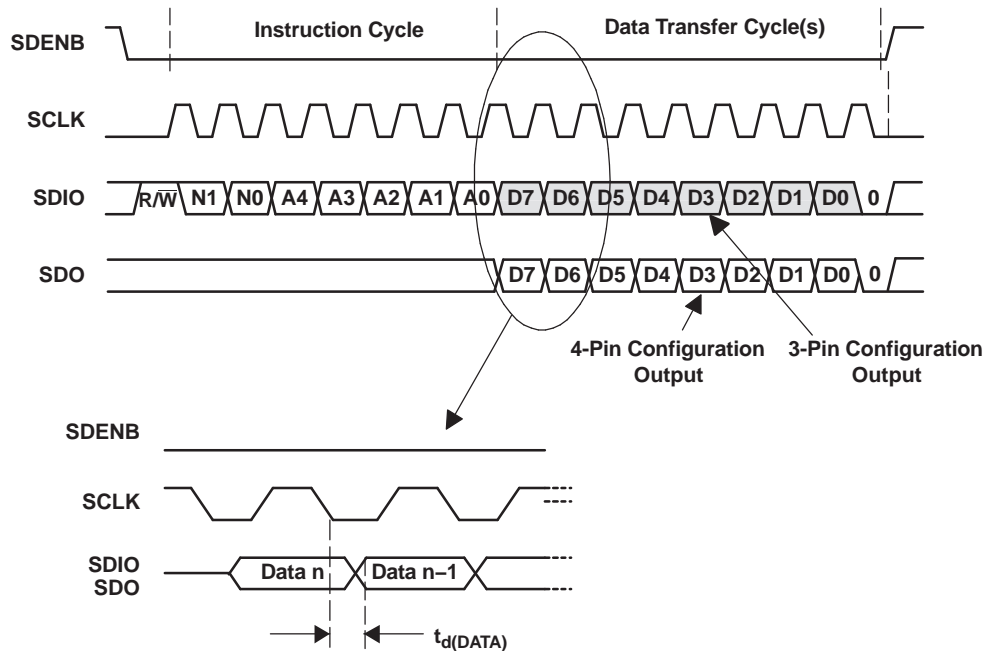 Instruction Cycle
Data Transfer Cycle(s)
SDENB
SCLK
SDIO
R/W̅ N1 N0 A4 A3 A2 A1 A0 D7 D6 D5 D4 D3 D2 D1 D0 0
SDO
D7 D6 D5 D4 D3 D2 D1 D0 0
4-Pin Configuration
Output
3-Pin Configuration
Output
SDENB
SCLK
SDIO
SDO
Data n
Data n–1
td(DATA)